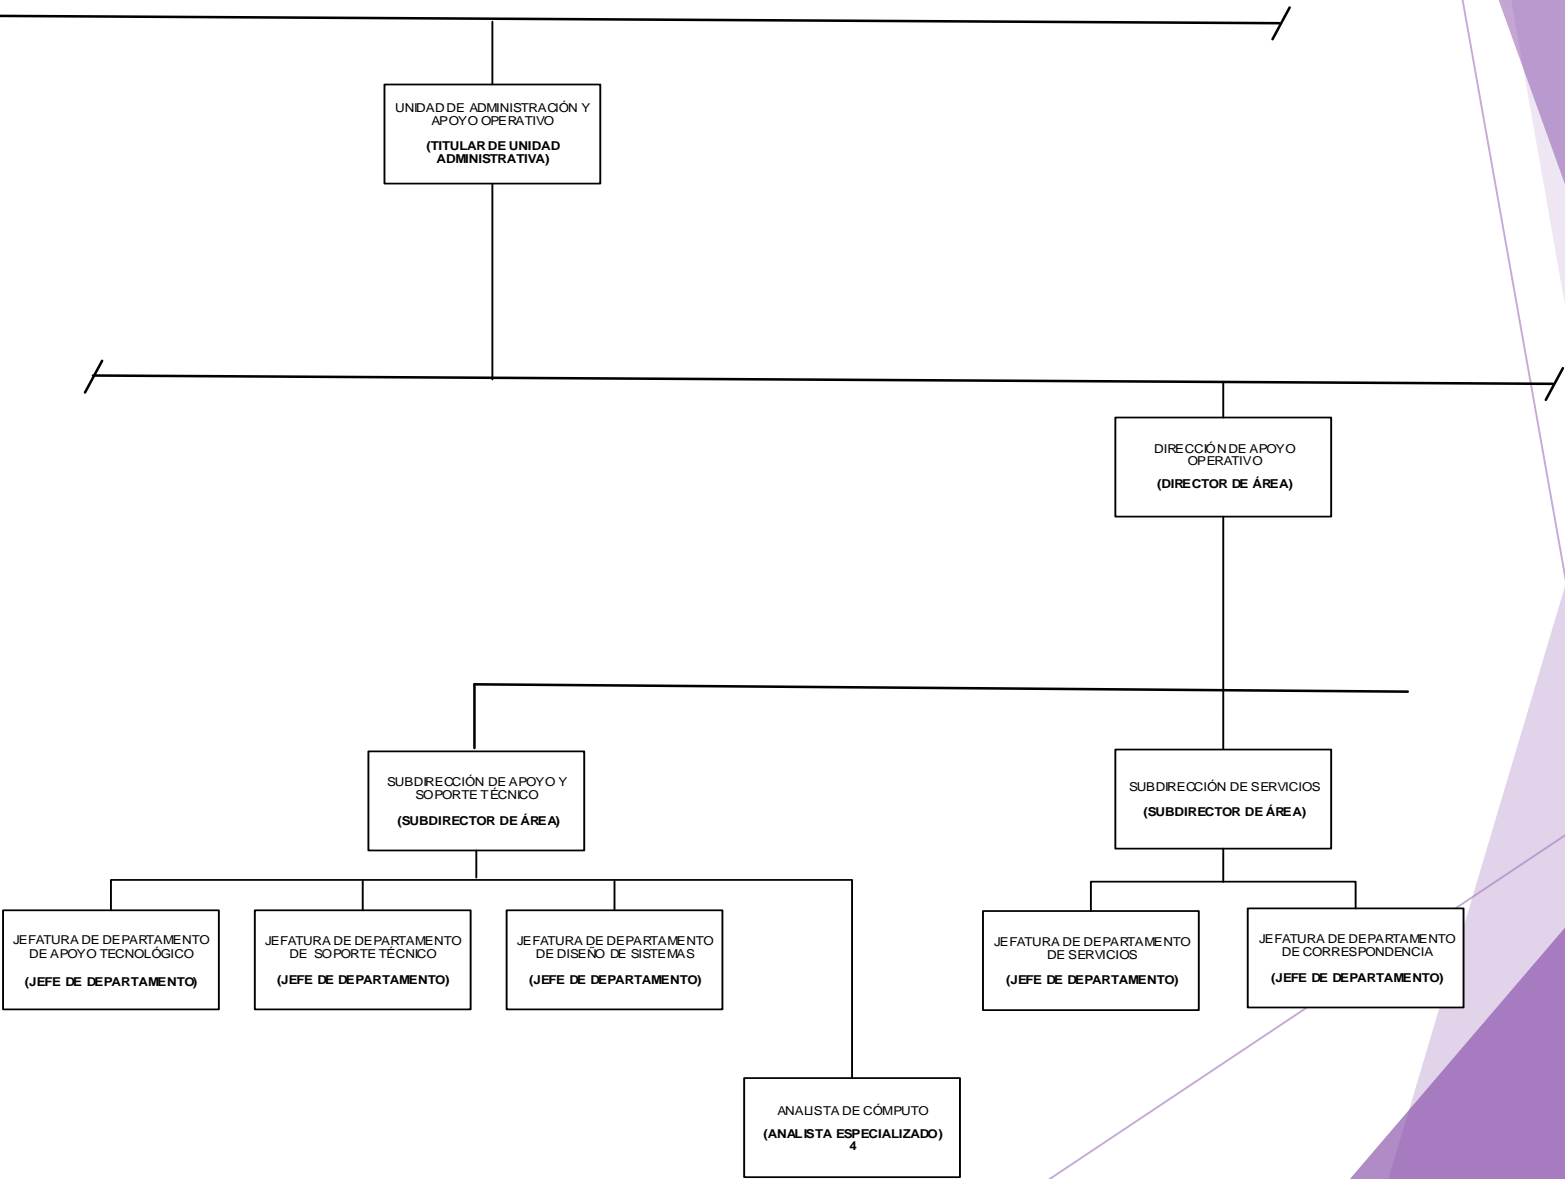 UNIDAD DE ADMINISTRACIÓN Y
APOYO OPERATIVO
(TITULAR DE UNIDAD
ADMINISTRATIVA)
DIRECCIÓN DE APOYO
OPERATIVO
(DIRECTOR DE ÁREA)
SUBDIRECCIÓN DE APOYO Y
SOPORTE TÉCNICO
(SUBDIRECTOR DE ÁREA)
SUBDIRECCIÓN DE SERVICIOS
(SUBDIRECTOR DE ÁREA)
JEFATURA DE DEPARTAMENTO
DE APOYO TECNOLÓGICO
(JEFE DE DEPARTAMENTO)
JEFATURA DE DEPARTAMENTO
DE SOPORTE TÉCNICO
(JEFE DE DEPARTAMENTO)
JEFATURA DE DEPARTAMENTO
DE DISEÑO DE SISTEMAS
(JEFE DE DEPARTAMENTO)
JEFATURA DE DEPARTAMENTO
DE SERVICIOS
(JEFE DE DEPARTAMENTO)
JEFATURA DE DEPARTAMENTO
DE CORRESPONDENCIA
(JEFE DE DEPARTAMENTO)
ANALISTA DE CÓMPUTO
(ANALISTA ESPECIALIZADO)
4